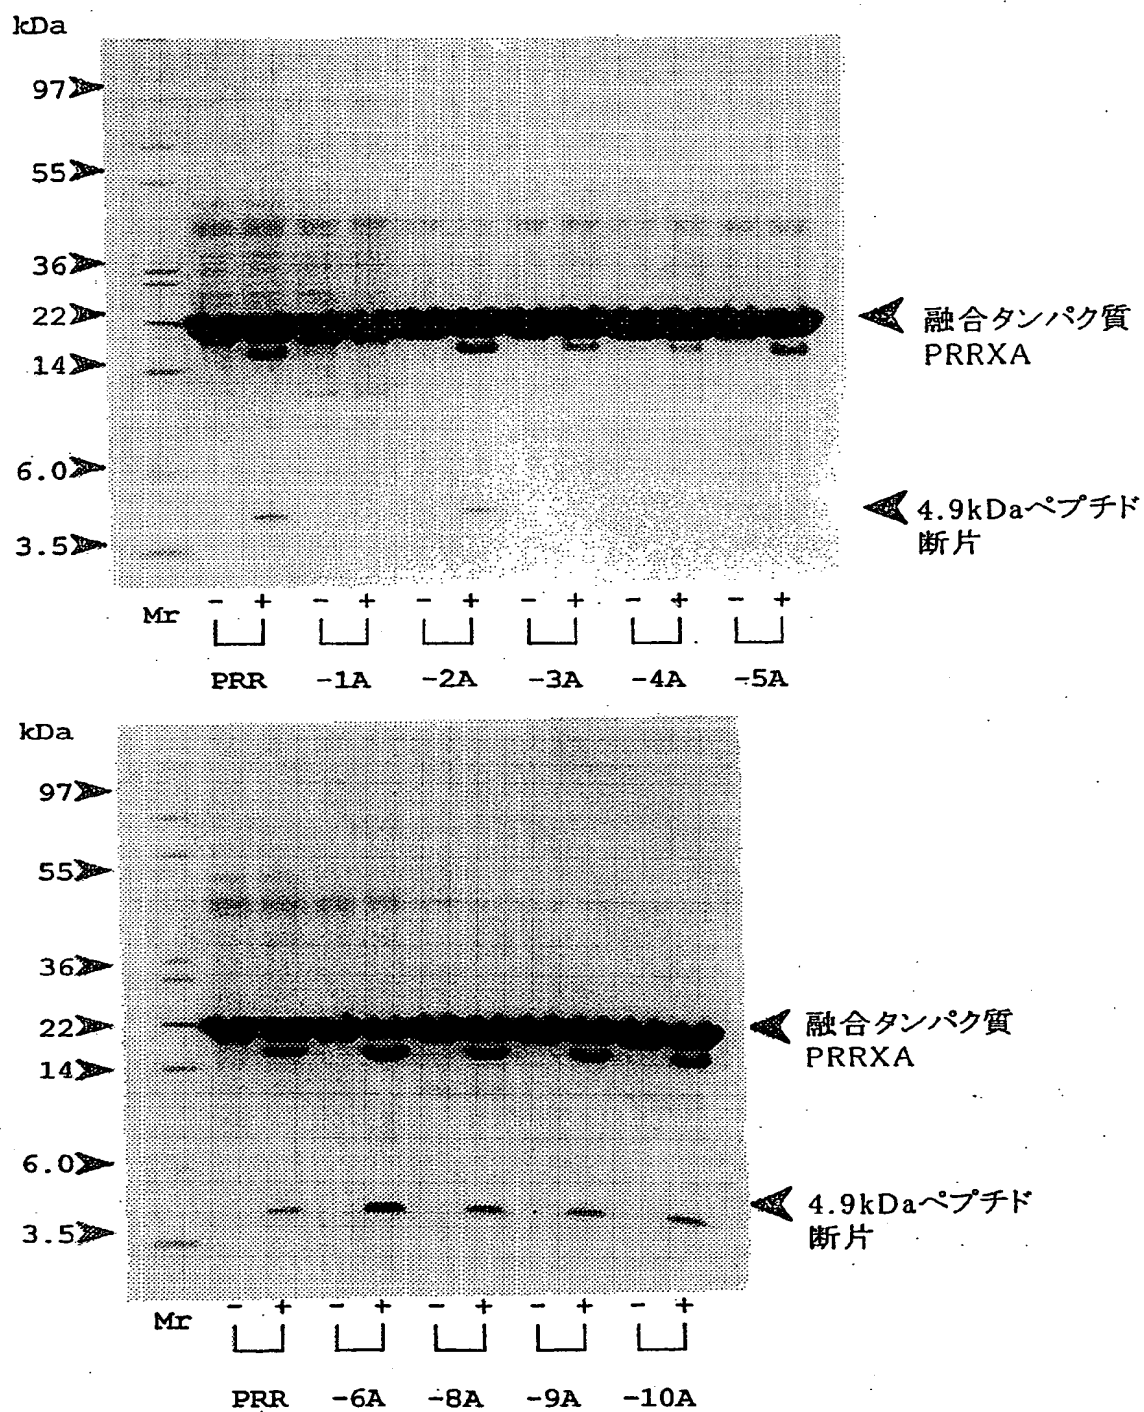 kDa
97
55
36
22
14
6.0
3.5
融合タンパク質
PRRXA
4.9kDaペプチド
断片
Mr - + - + - + - + - + - +
PRR -1A -2A -3A -4A -5A
kDa
97
55
36
22
14
6.0
3.5
融合タンパク質
PRRXA
4.9kDaペプチド
断片
Mr - + - + - + - + - +
PRR -6A -8A -9A -10A